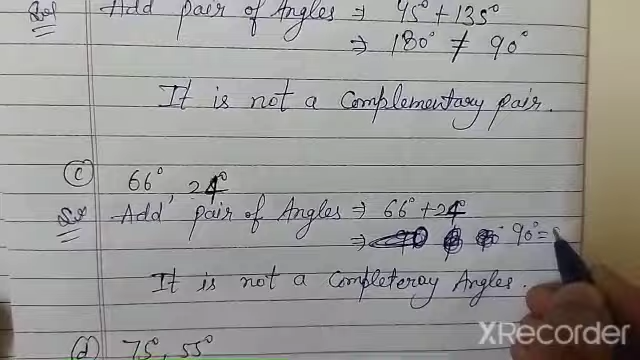 Sol Add pair of Angles ⇒ 45° + 135°
⇒ 180° ≠ 90°
It is not a Complementary pair.
(c) 66°, 24°
Sol Add pair of Angles ⇒ 66° + 24°
⇒ 90° =
It is not a Completeray Angles.
(d) 75°, 55°
XRecorder